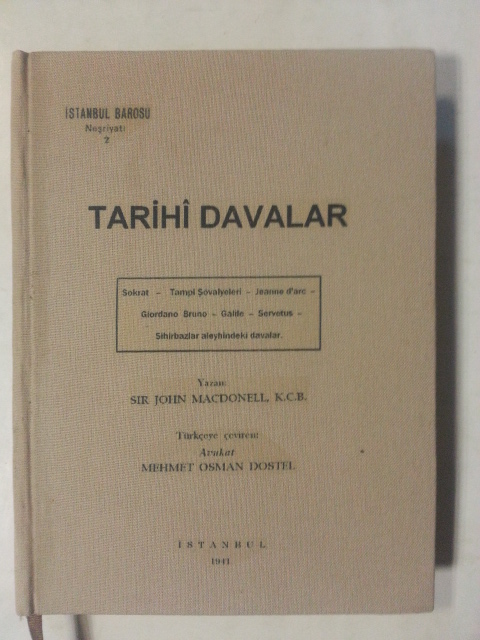 İSTANBUL BAROSU
Neşriyatı
2
TARİHÎ DAVALAR
Sokrat – Tampl Şovalyeleri – Jeanne d'arc –
Giordano Bruno – Galile – Servetus –
Sihirbazlar aleyhindeki davalar.
Yazan:
SIR JOHN MACDONELL, K.C.B.
Türkçeye çeviren:
Avukat
MEHMET OSMAN DOSTEL
İSTANBUL
1941